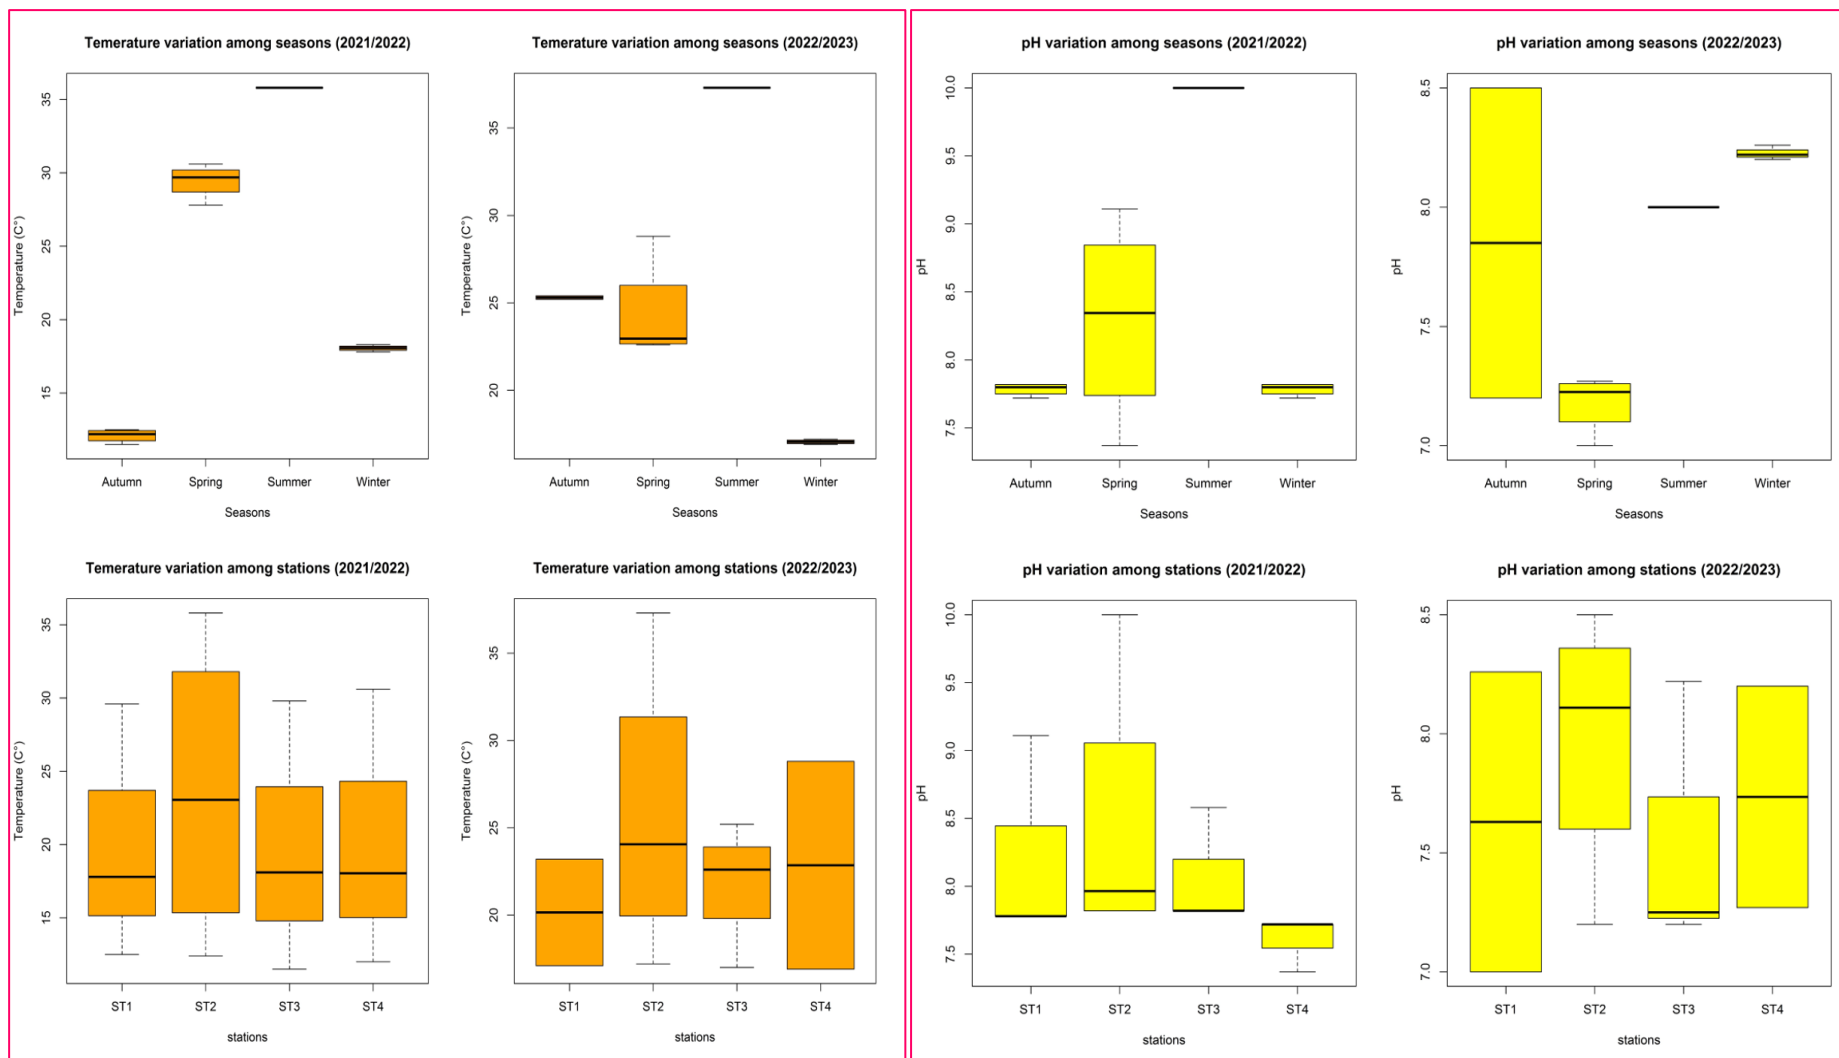 Temerature variation among seasons (2021/2022)
35
30
25
20
15
Temperature (C°)
Autumn Spring Summer Winter
Seasons
Temerature variation among seasons (2022/2023)
35
30
25
20
Temperature (C°)
Autumn Spring Summer Winter
Seasons
pH variation among seasons (2021/2022)
10.0
9.5
9.0
8.5
8.0
7.5
pH
Autumn Spring Summer Winter
Seasons
pH variation among seasons (2022/2023)
8.5
8.0
7.5
7.0
pH
Autumn Spring Summer Winter
Seasons
Temerature variation among stations (2021/2022)
35
30
25
20
15
Temperature (C°)
ST1 ST2 ST3 ST4
stations
Temerature variation among stations (2022/2023)
35
30
25
20
Temperature (C°)
ST1 ST2 ST3 ST4
stations
pH variation among stations (2021/2022)
10.0
9.5
9.0
8.5
8.0
7.5
pH
ST1 ST2 ST3 ST4
stations
pH variation among stations (2022/2023)
8.5
8.0
7.5
7.0
pH
ST1 ST2 ST3 ST4
stations